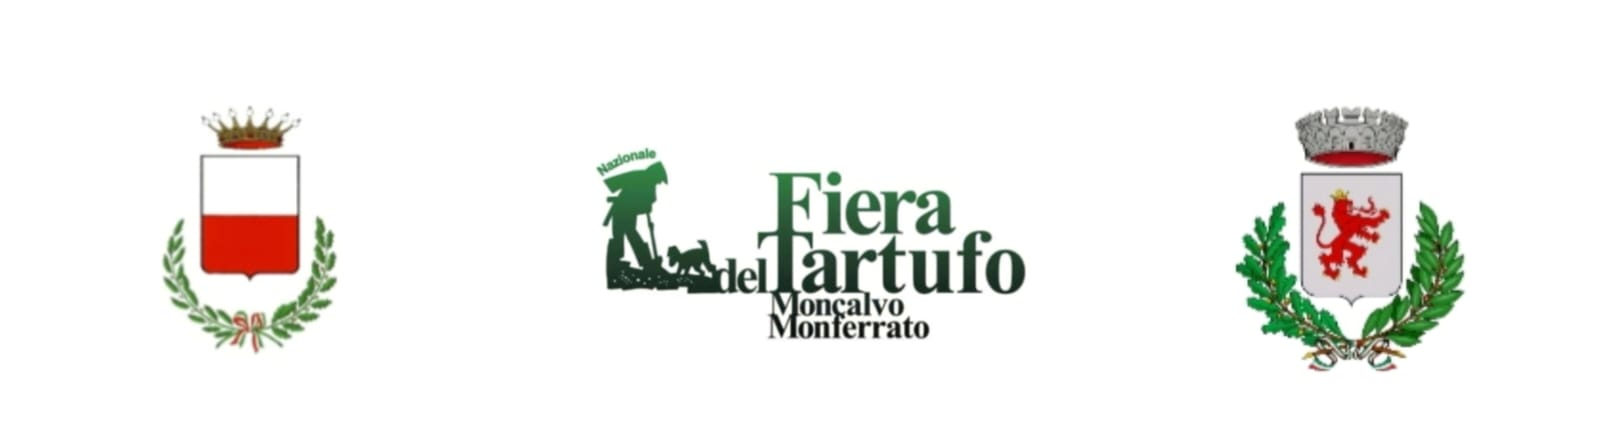 Nazionale
Fiera
del Tartufo
Moncalvo
Monferrato